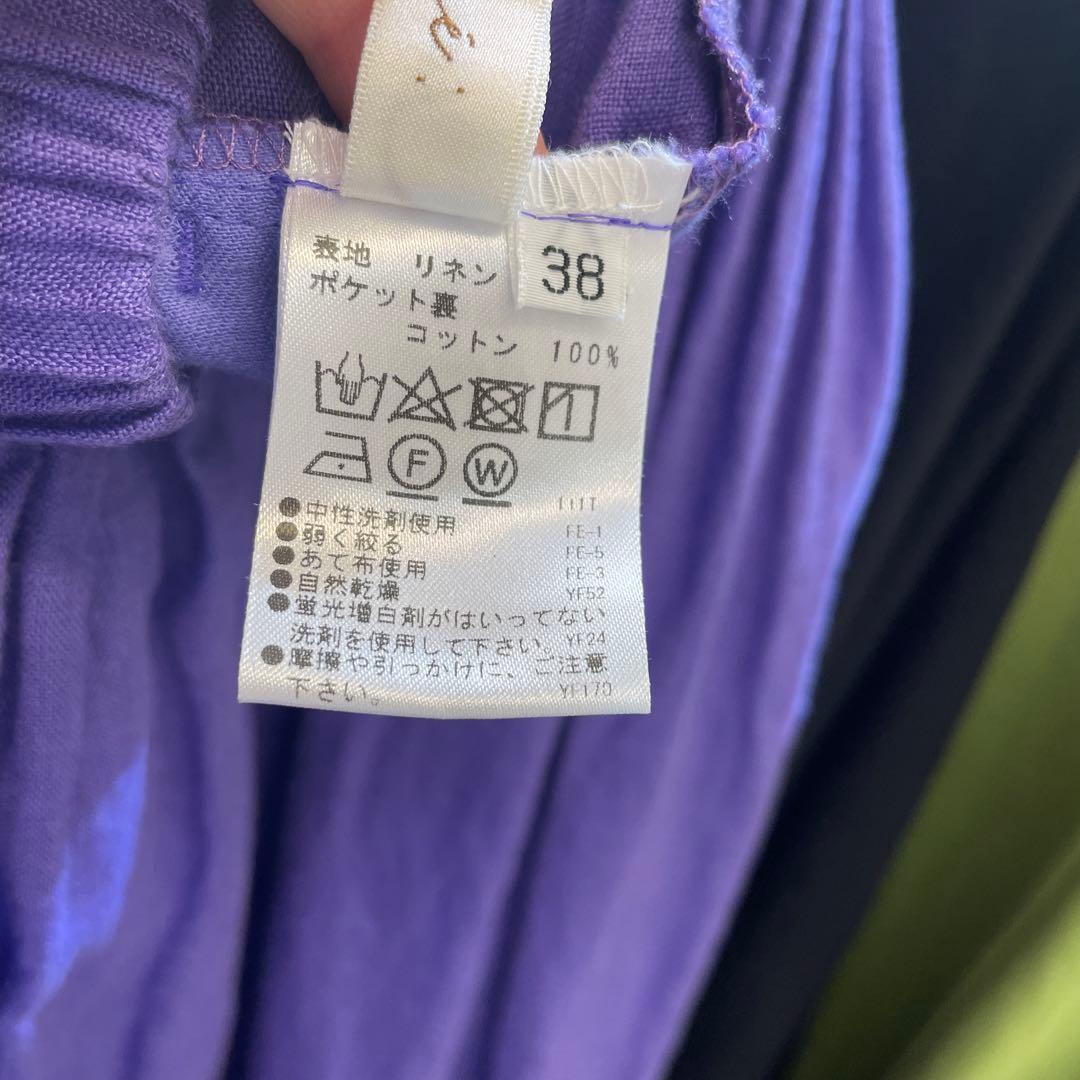 38
表地 リネン
ポケット裏
コットン 100%
F W
●中性洗剤使用 FE-1
●弱く絞る FE-5
●あて布使用 FE-3
●自然乾燥 YF52
●蛍光増白剤がはいってない
洗剤を使用して下さい。 YF24
●摩擦や引っかけに、ご注意
下さい。 YF170